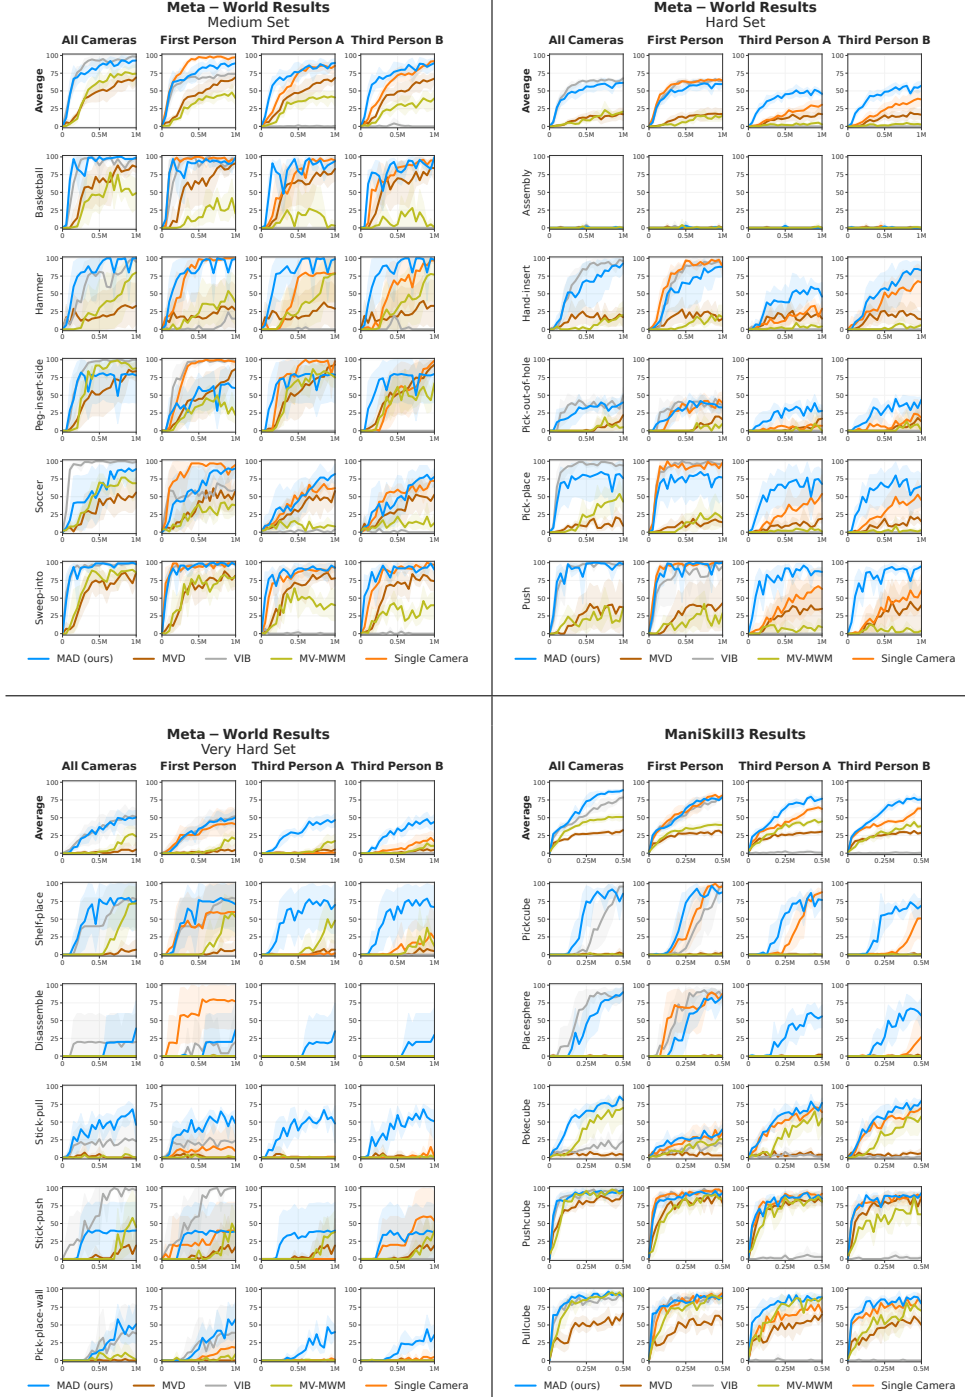 Meta – World Results
Medium Set
All Cameras First Person Third Person A Third Person B
Average
Basketball
Hammer
Peg-insert-side
Soccer
Sweep-into
MAD (ours) MVD VIB MV-MWM Single Camera
Meta – World Results
Hard Set
All Cameras First Person Third Person A Third Person B
Average
Assembly
Hand-insert
Pick-out-of-hole
Pick-place
Push
MAD (ours) MVD VIB MV-MWM Single Camera
Meta – World Results
Very Hard Set
All Cameras First Person Third Person A Third Person B
Average
Shelf-place
Disassemble
Stick-pull
Stick-push
Pick-place-wall
MAD (ours) MVD VIB MV-MWM Single Camera
ManiSkill3 Results
All Cameras First Person Third Person A Third Person B
Average
Pickcube
Placesphere
Pokecube
Pushcube
Pullcube
MAD (ours) MVD VIB MV-MWM Single Camera